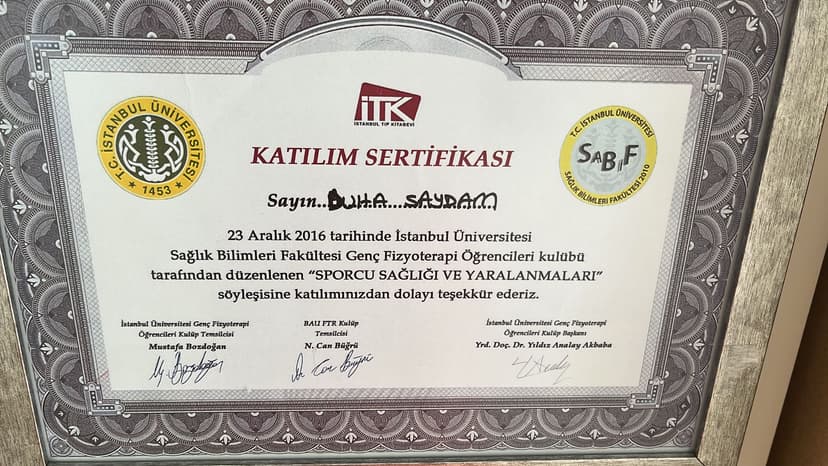 İTK
İSTANBUL TIP KİTABEVİ
T.C. İSTANBUL ÜNİVERSİTESİ
1453
T.C. İSTANBUL ÜNİVERSİTESİ
SABİF
SAĞLIK BİLİMLERİ FAKÜLTESİ 2010
KATILIM SERTİFİKASI
Sayın..BUHA...SAYDAM
23 Aralık 2016 tarihinde İstanbul Üniversitesi
Sağlık Bilimleri Fakültesi Genç Fizyoterapi Öğrencileri kulübü
tarafından düzenlenen “SPORCU SAĞLIĞI VE YARALANMALARI”
söyleşisine katılımınızdan dolayı teşekkür ederiz.
İstanbul Üniversitesi Genç Fizyoterapi
Öğrencileri Kulüp Temsilcisi
Mustafa Bozdoğan
BAU FTR Kulüp
Temsilcisi
N. Can Büğrü
İstanbul Üniversitesi Genç Fizyoterapi
Öğrencileri Kulüp Başkanı
Yrd. Doç. Dr. Yıldız Analay Akbaba